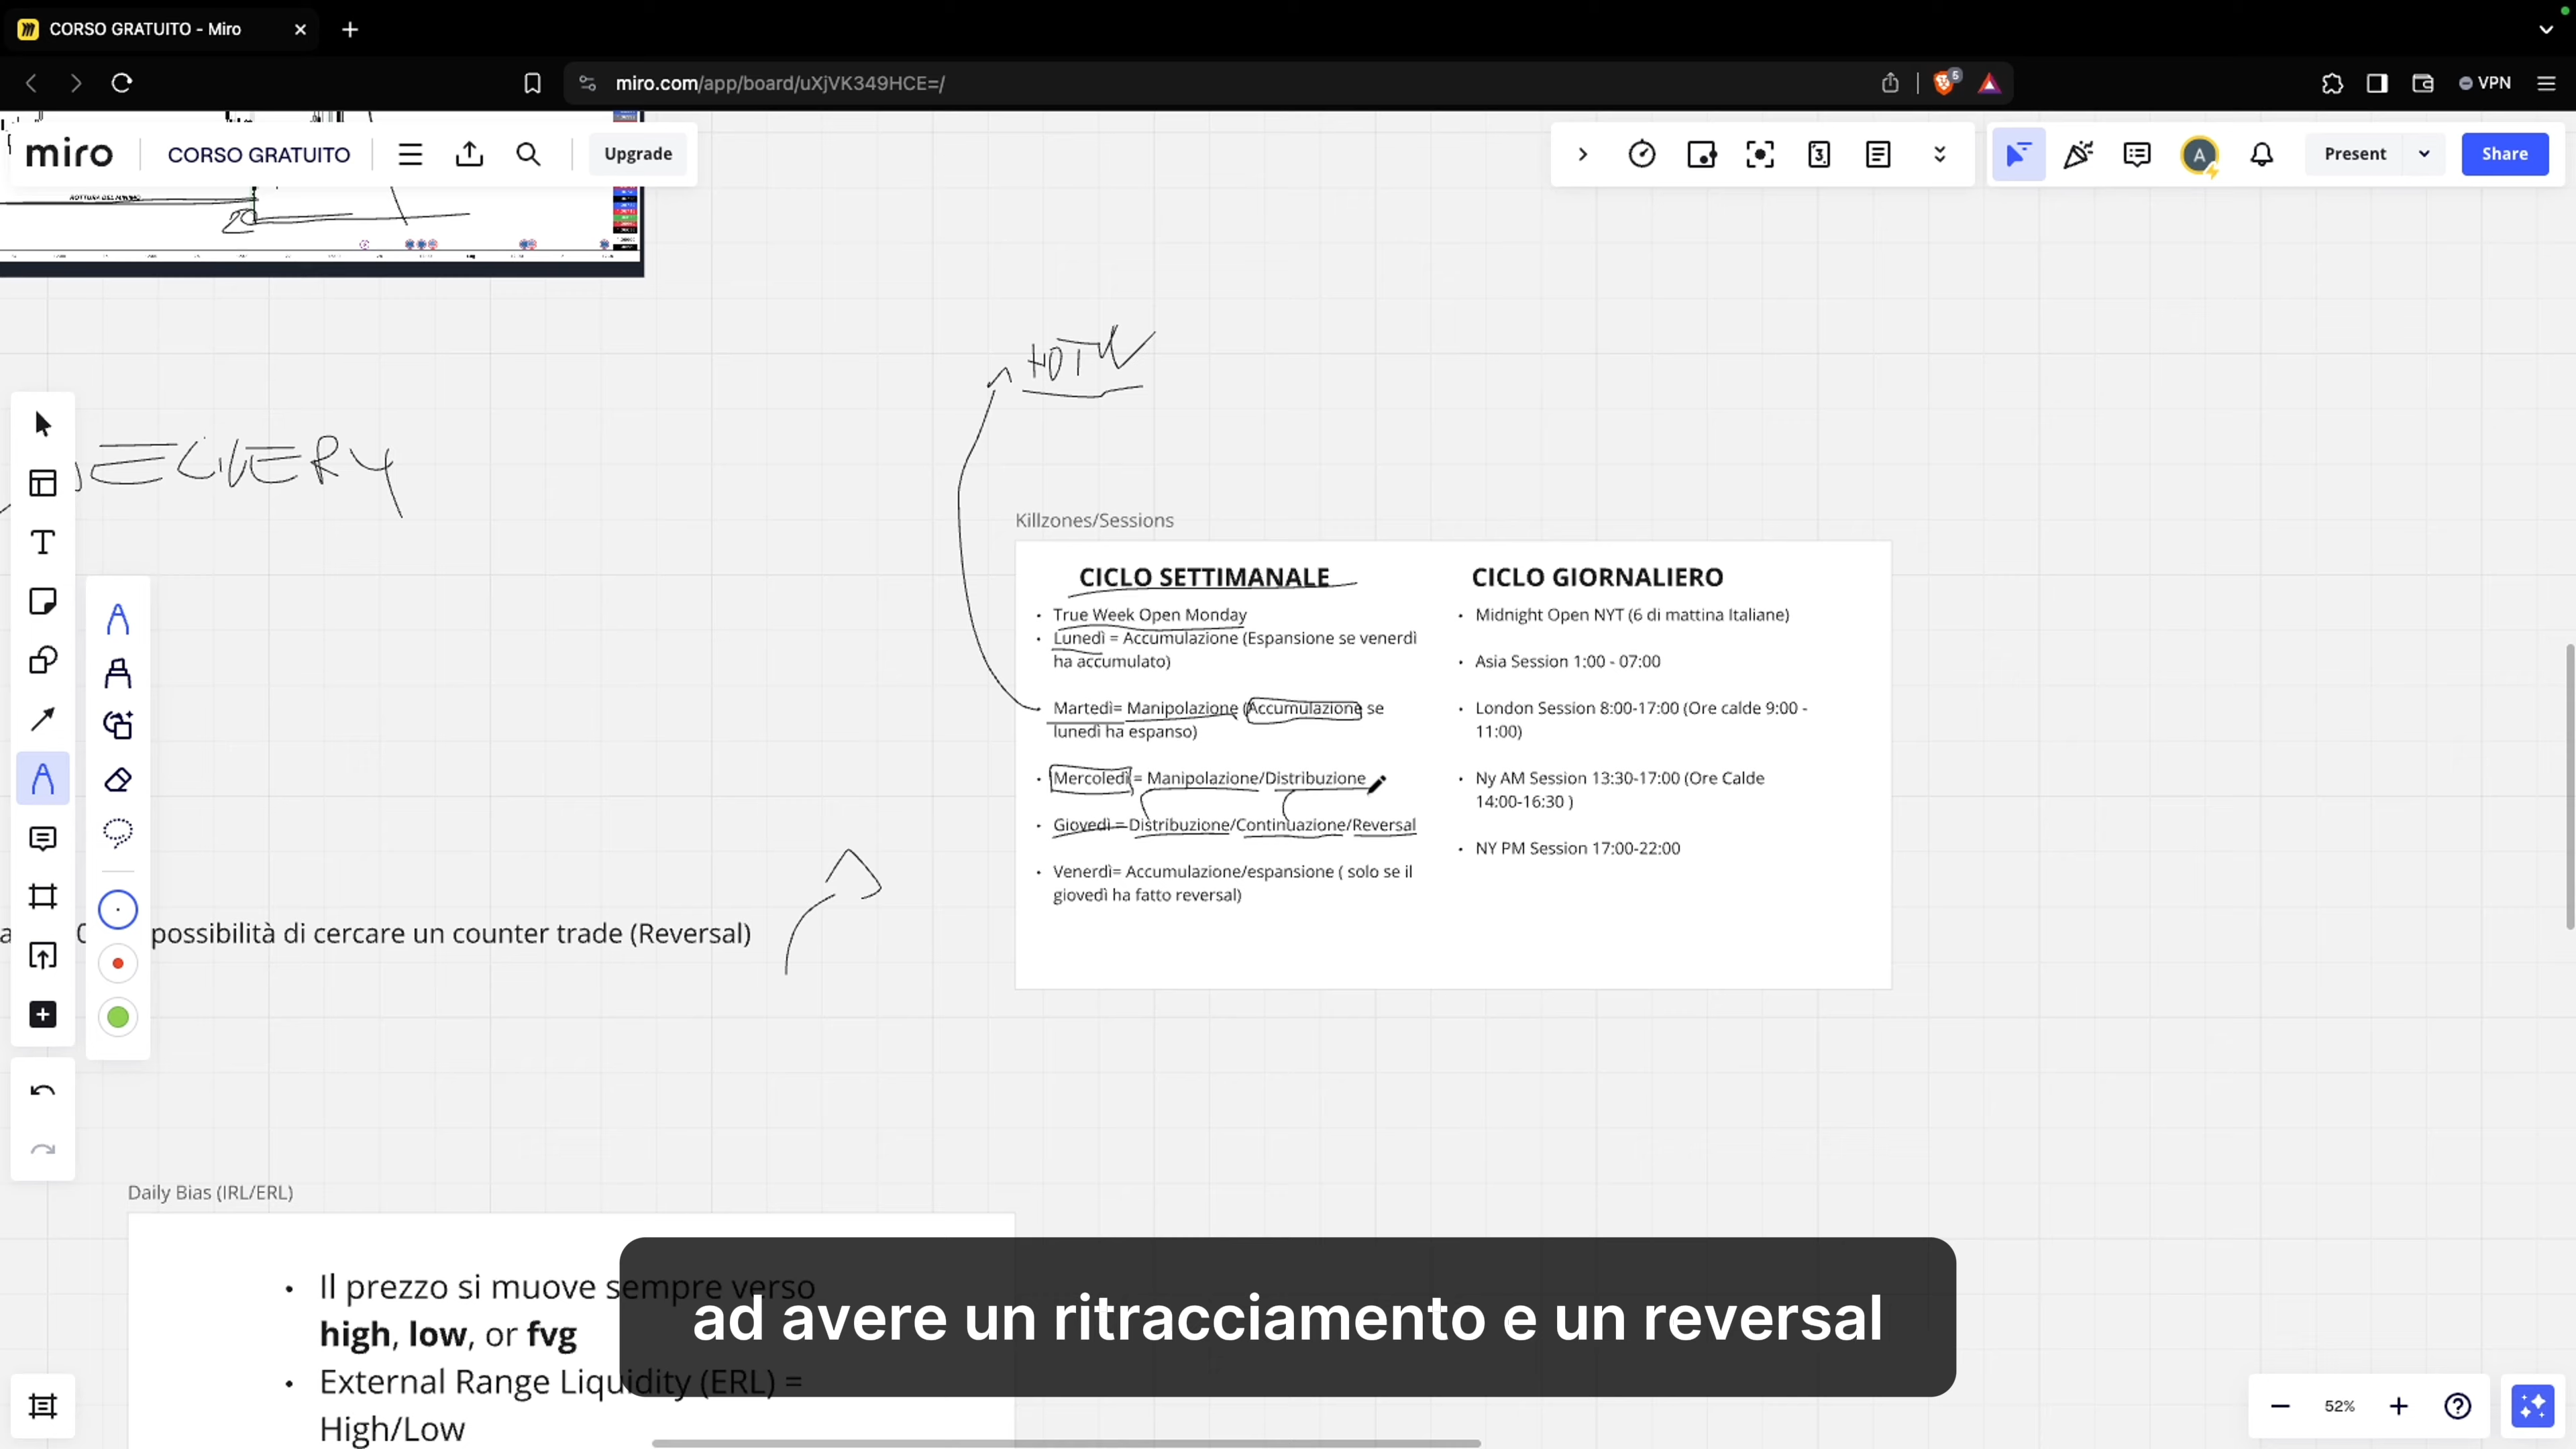 CORSO GRATUITO - Miro
miro.com/app/board/uXjVK349HCE=/
5
VPN
miro
CORSO GRATUITO
Upgrade
3
A
Present
Share
ROTTURA DEL MINIMO
DELIVERY
Killzones/Sessions
CICLO SETTIMANALE
• True Week Open Monday
• Lunedì = Accumulazione (Espansione se venerdì
ha accumulato)
• Martedì= Manipolazione (Accumulazione se
lunedì ha espanso)
• Mercoledì = Manipolazione/Distribuzione
• Giovedì = Distribuzione/Continuazione/Reversal
• Venerdì= Accumulazione/espansione ( solo se il
giovedì ha fatto reversal)
CICLO GIORNALIERO
• Midnight Open NYT (6 di mattina Italiane)
• Asia Session 1:00 - 07:00
• London Session 8:00-17:00 (Ore calde 9:00 -
11:00)
• Ny AM Session 13:30-17:00 (Ore Calde
14:00-16:30 )
• NY PM Session 17:00-22:00
possibilità di cercare un counter trade (Reversal)
Daily Bias (IRL/ERL)
• Il prezzo si muove sempre verso
high, low, or fvg
• External Range Liquidity (ERL) =
High/Low
ad avere un ritracciamento e un reversal
52%